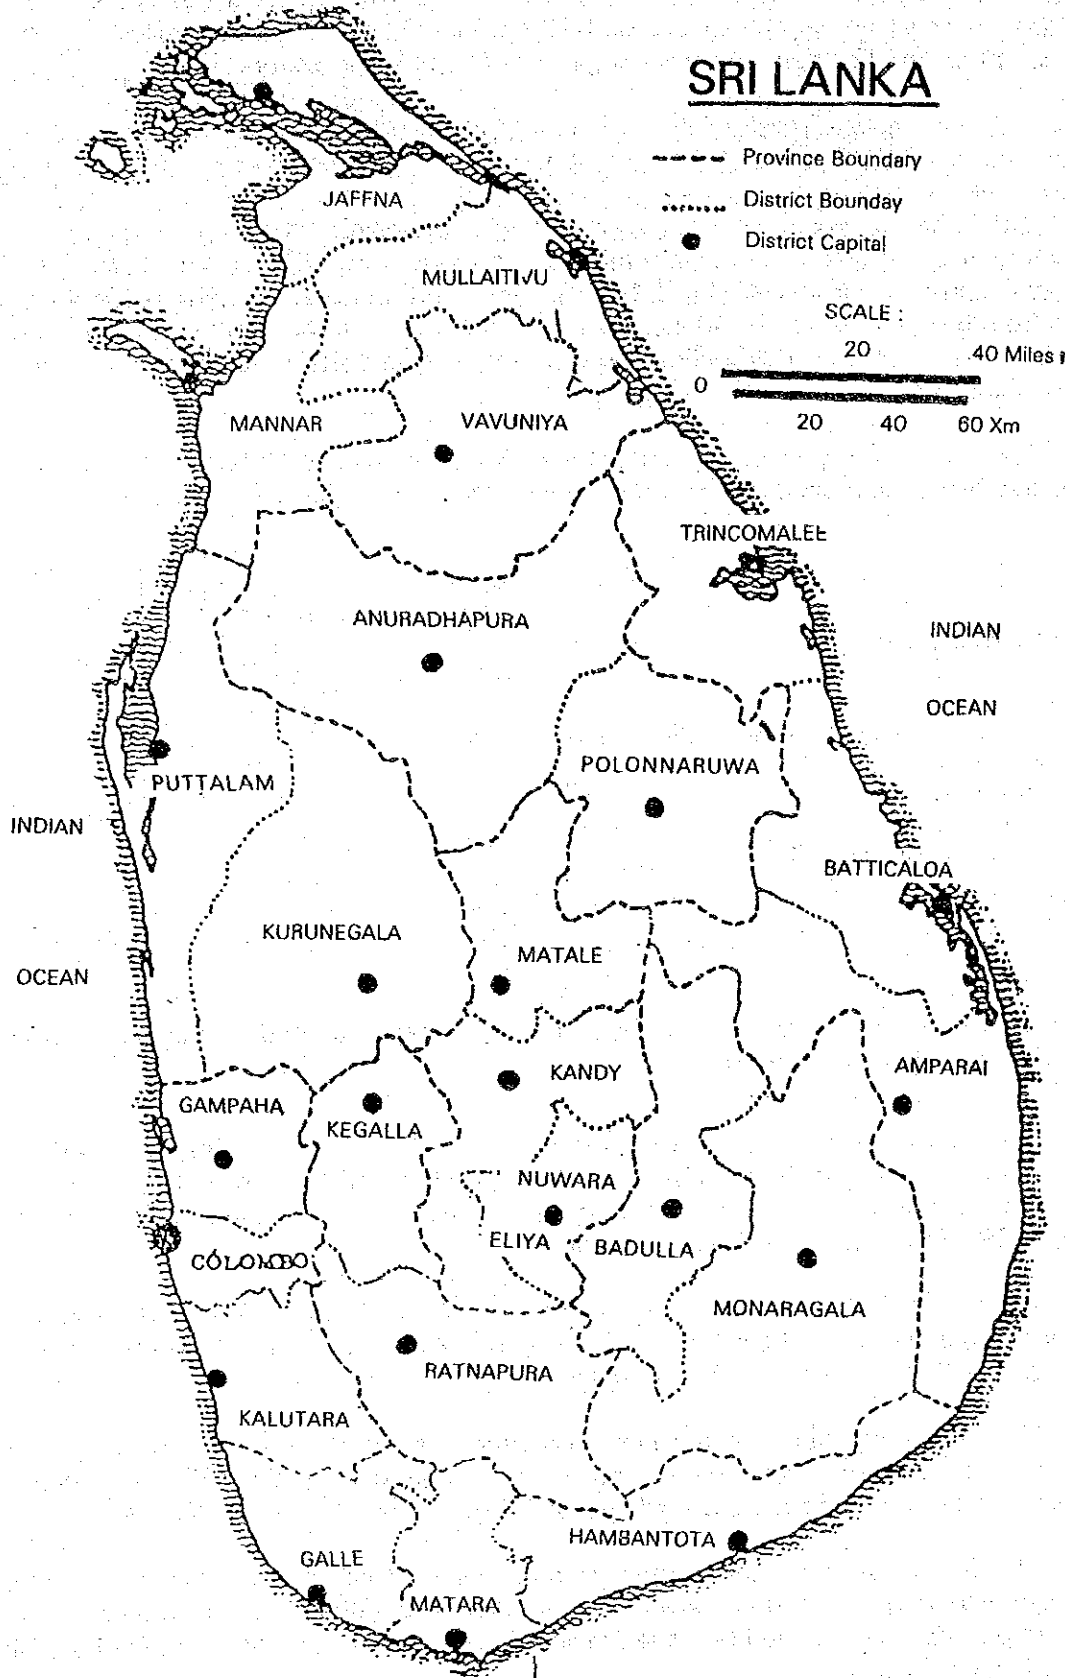 SRI LANKA
Province Boundary
District Bounday
District Capital
SCALE :
20 40 Miles
0
20 40 60 Xm
JAFFNA
MULLAITIVU
MANNAR
VAVUNIYA
TRINCOMALEE
ANURADHAPURA
INDIAN
OCEAN
PUTTALAM
POLONNARUWA
INDIAN
OCEAN
BATTICALOA
KURUNEGALA
MATALE
KANDY
AMPARAI
GAMPAHA
KEGALLA
NUWARA
ELIYA
BADULLA
COLOMBO
MONARAGALA
RATNAPURA
KALUTARA
HAMBANTOTA
GALLE
MATARA